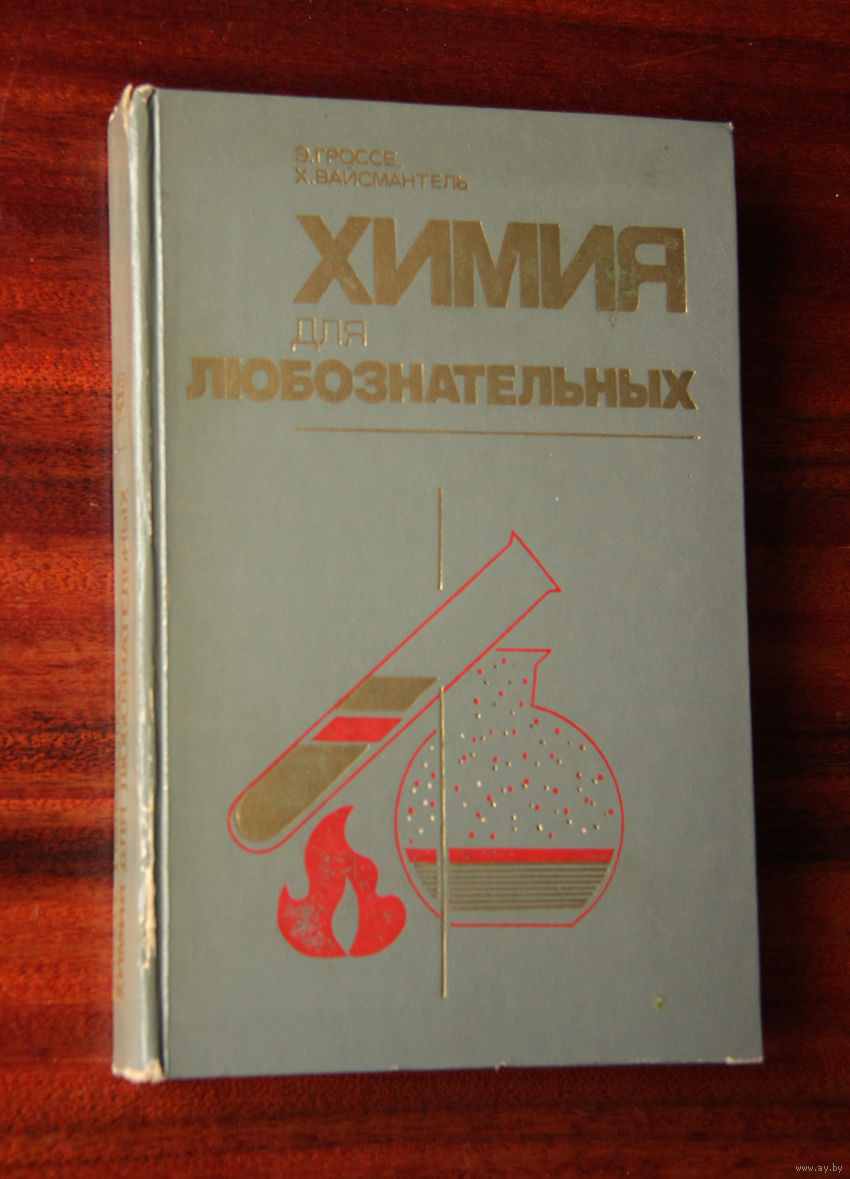 Э.ГРОССЕ,
Х.ВАЙСМАНТЕЛЬ
ХИМИЯ
ДЛЯ
ЛЮБОЗНАТЕЛЬНЫХ
ХИМИЯ ДЛЯ ЛЮБОЗНАТЕЛЬНЫХ
www.ay.by